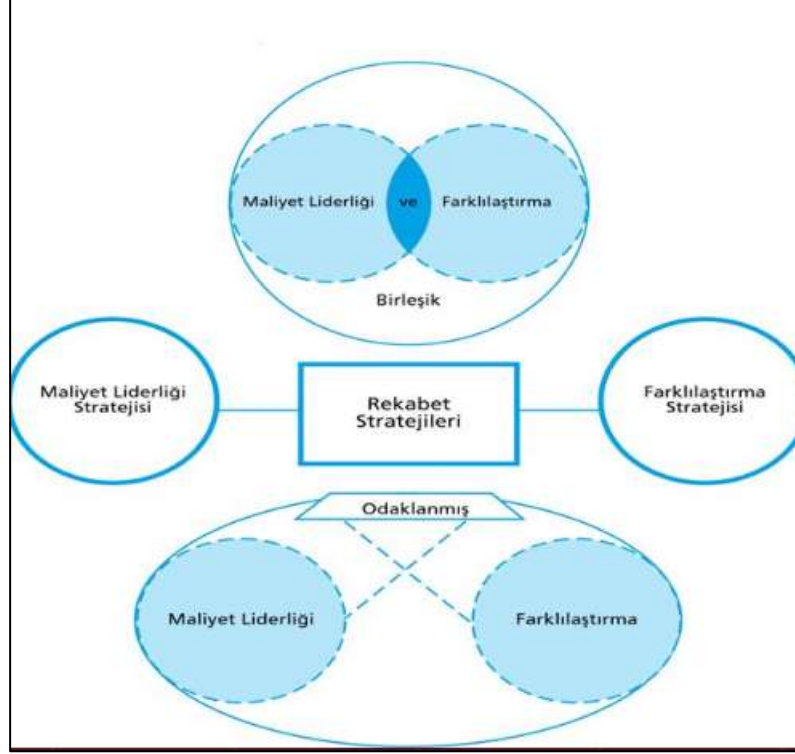 Maliyet Liderliği ve Farklılaştırma
Birleşik
Maliyet Liderliği
Stratejisi
Rekabet
Stratejileri
Farklılaştırma
Stratejisi
Odaklanmış
Maliyet Liderliği
Farklılaştırma